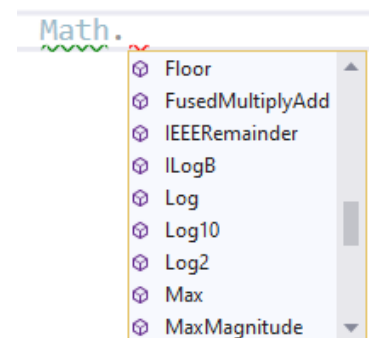 Math.
Floor
FusedMultiplyAdd
IEEERemainder
ILogB
Log
Log10
Log2
Max
MaxMagnitude